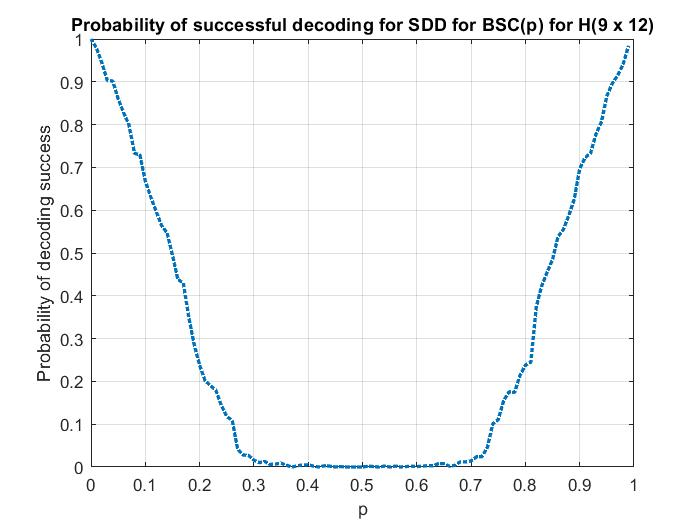 Probability of successful decoding for SDD for BSC(p) for H(9 x 12)
Probability of decoding success
1
0.9
0.8
0.7
0.6
0.5
0.4
0.3
0.2
0.1
0
0 0.1 0.2 0.3 0.4 0.5 0.6 0.7 0.8 0.9 1
p